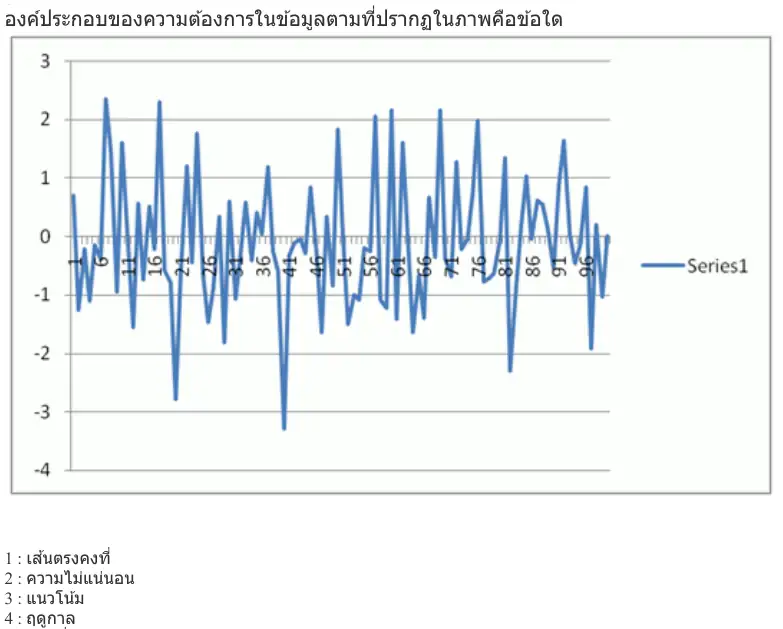 องค์ประกอบของความต้องการในข้อมูลตามที่ปรากฏในภาพคือข้อใด
3
2
1
0
-1
-2
-3
-4
1 6 11 16 21 26 31 36 41 46 51 56 61 66 71 76 81 86 91 96
Series1
1 : เส้นตรงคงที่
2 : ความไม่แน่นอน
3 : แนวโน้ม
4 : ฤดูกาล